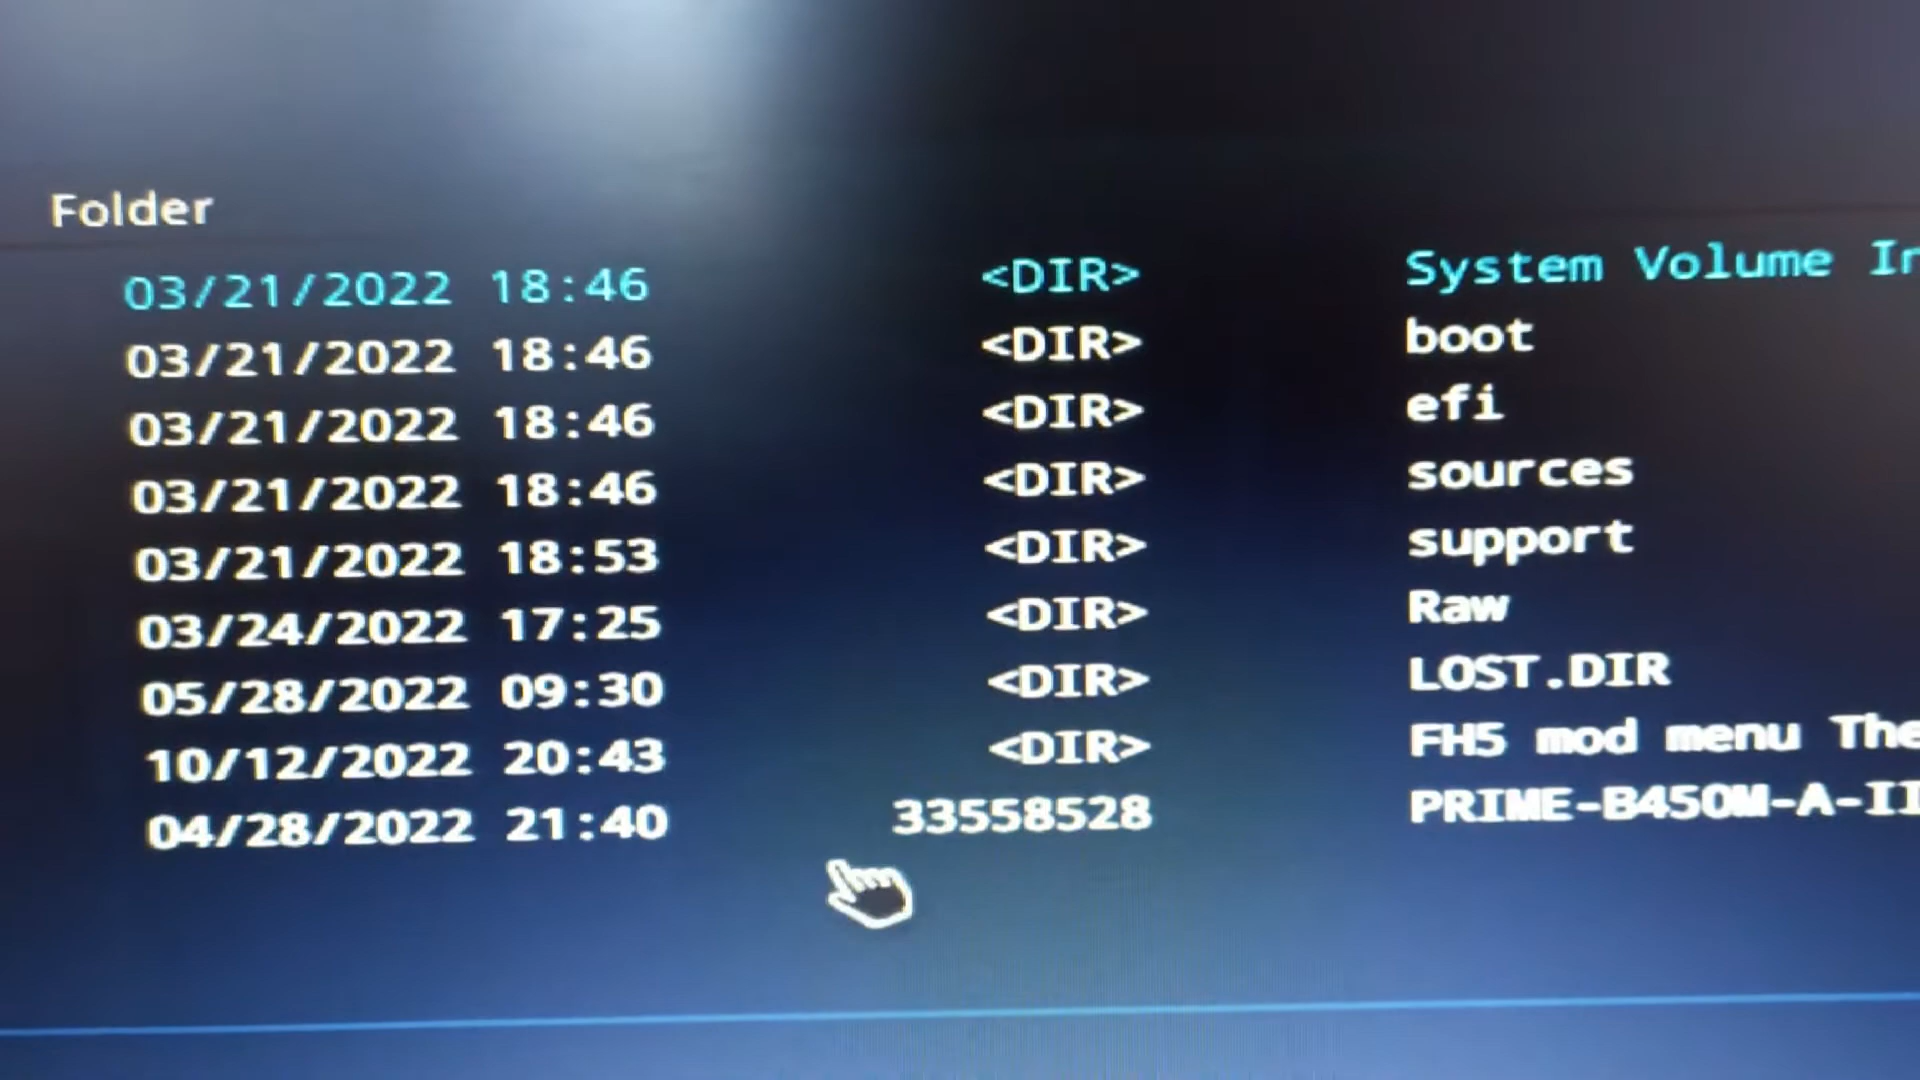 Folder
03/21/2022 18:46 <DIR> System Volume
03/21/2022 18:46 <DIR> boot
03/21/2022 18:46 <DIR> efi
03/21/2022 18:46 <DIR> sources
03/21/2022 18:53 <DIR> support
03/24/2022 17:25 <DIR> Raw
05/28/2022 09:30 <DIR> LOST.DIR
10/12/2022 20:43 <DIR> FH5 mod menu The
04/28/2022 21:40 33558528 PRIME-B450M-A-II